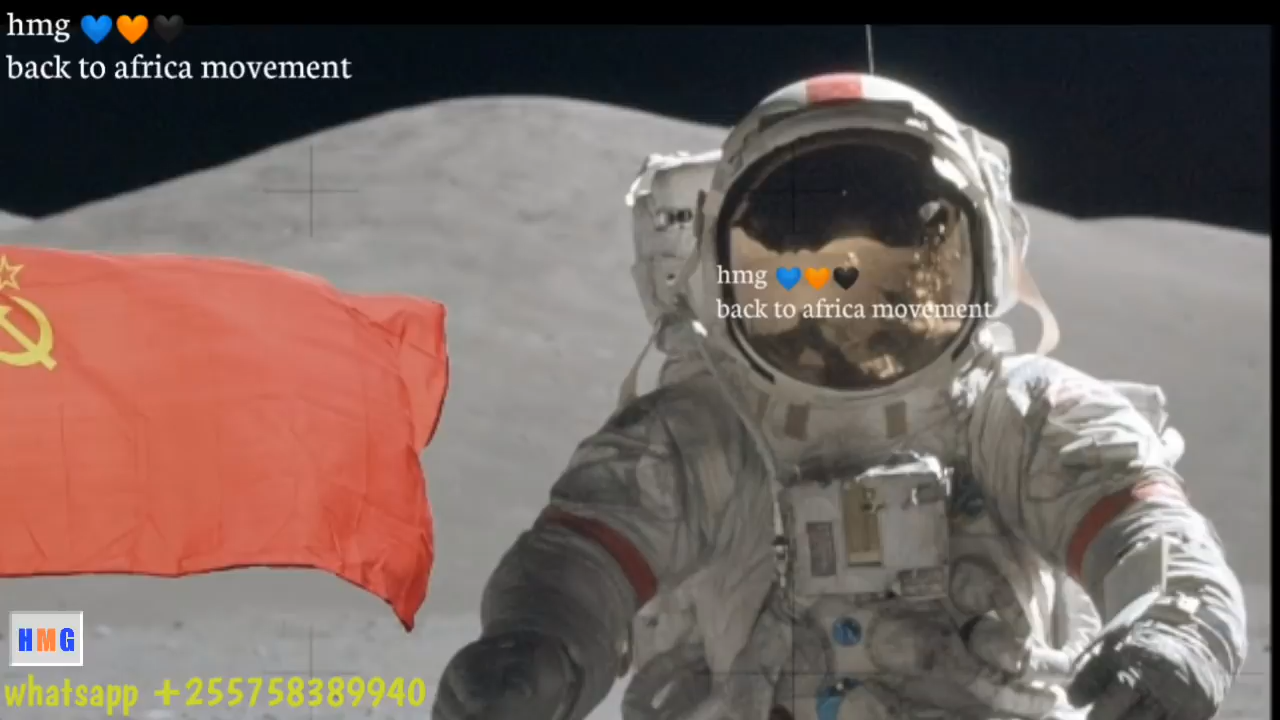 hmg 💙🧡🖤
back to africa movement
hmg 💙🧡🖤
back to africa movement
HMG
whatsapp +255758389940